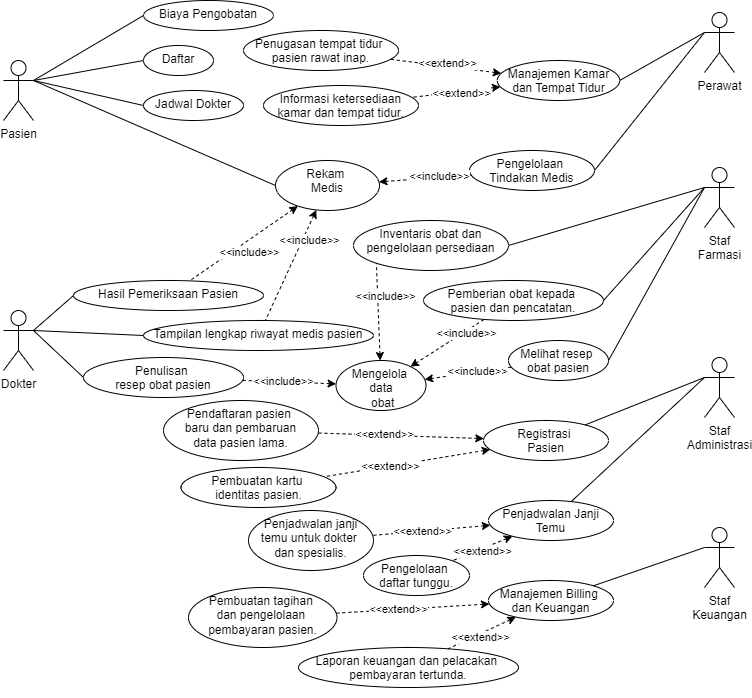 Biaya Pengobatan
Penugasan tempat tidur
pasien rawat inap.
<<extend>>
Daftar
Manajemen Kamar
dan Tempat Tidur
Perawat
<<extend>>
Jadwal Dokter
Informasi ketersediaan
kamar dan tempat tidur.
Pasien
Rekam
Medis
<<include>>
Pengelolaan
Tindakan Medis
Inventaris obat dan
pengelolaan persediaan
Staf
Farmasi
<<include>>
<<include>>
Hasil Pemeriksaan Pasien
<<include>>
Pemberian obat kepada
pasien dan pencatatan.
Tampilan lengkap riwayat medis pasien
<<include>>
Dokter
Penulisan
resep obat pasien
<<include>>
Mengelola
data
obat
<<include>>
Melihat resep
obat pasien
Pendaftaran pasien
baru dan pembaruan
data pasien lama.
<<extend>>
Registrasi
Pasien
Staf
Administrasi
<<extend>>
Pembuatan kartu
identitas pasien.
Penjadwalan janji
temu untuk dokter
dan spesialis.
<<extend>>
Penjadwalan Janji
Temu
<<extend>>
Pengelolaan
daftar tunggu.
Pembuatan tagihan
dan pengelolaan
pembayaran pasien.
<<extend>>
Manajemen Billing
dan Keuangan
Staf
Keuangan
<<extend>>
Laporan keuangan dan pelacakan
pembayaran tertunda.